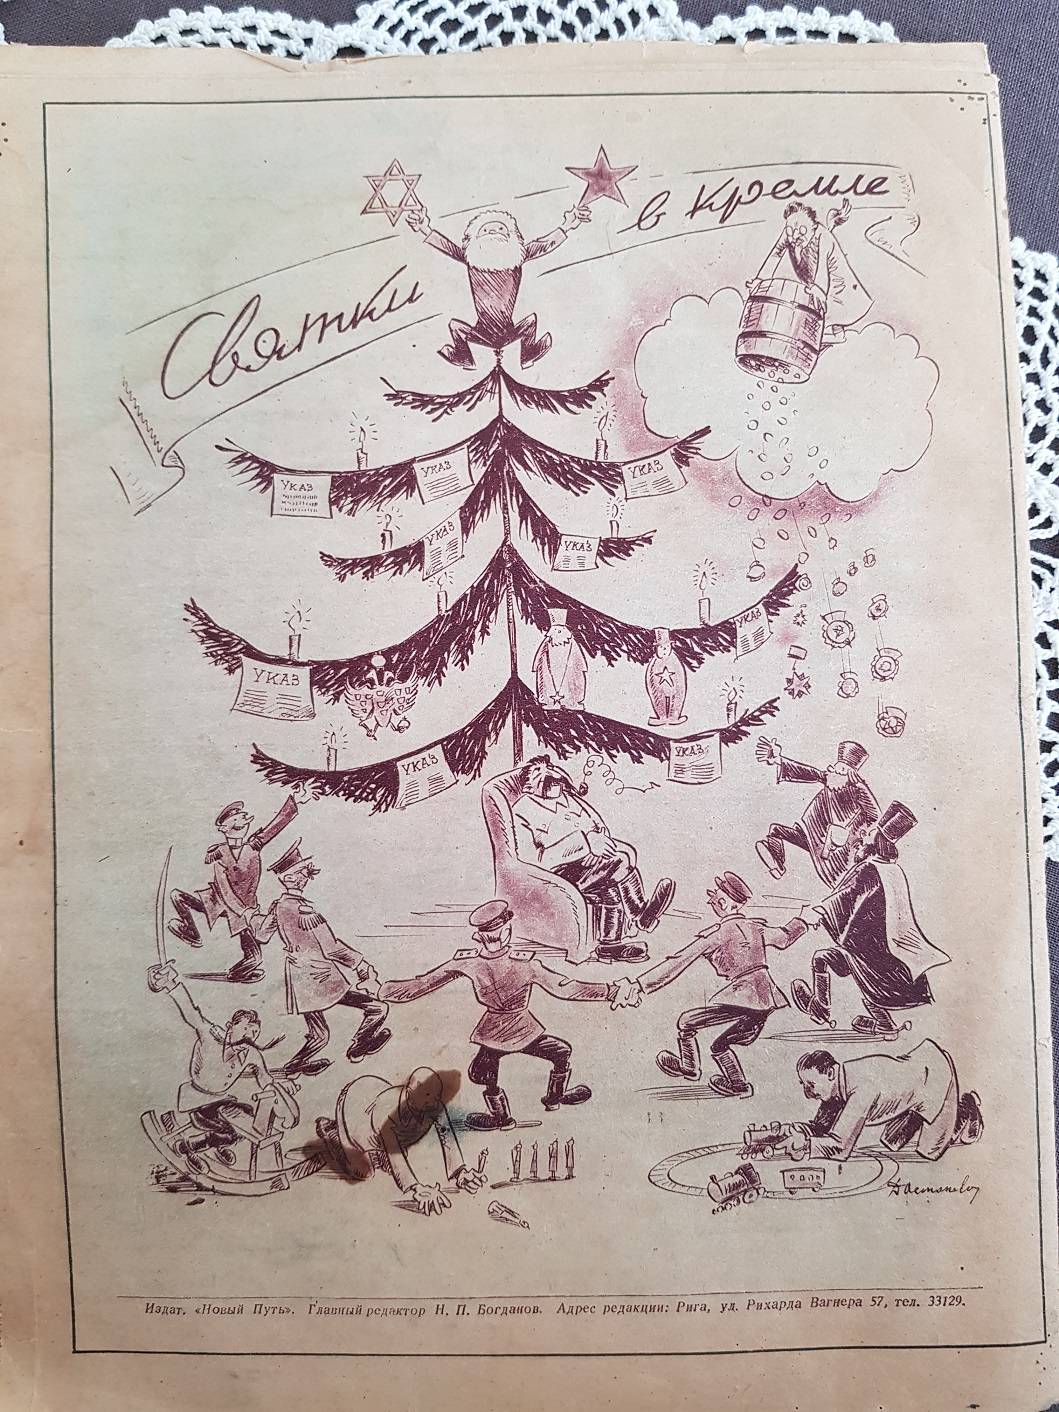 Святки
в Кремле
Указ
Указ
Указ
Указ
Указ
Указ
Указ
Указ
Указ
Издат. «Новый Путь». Главный редактор Н. П. Богданов. Адрес редакции: Рига, ул. Рихарда Вагнера 57, тел. 33129.